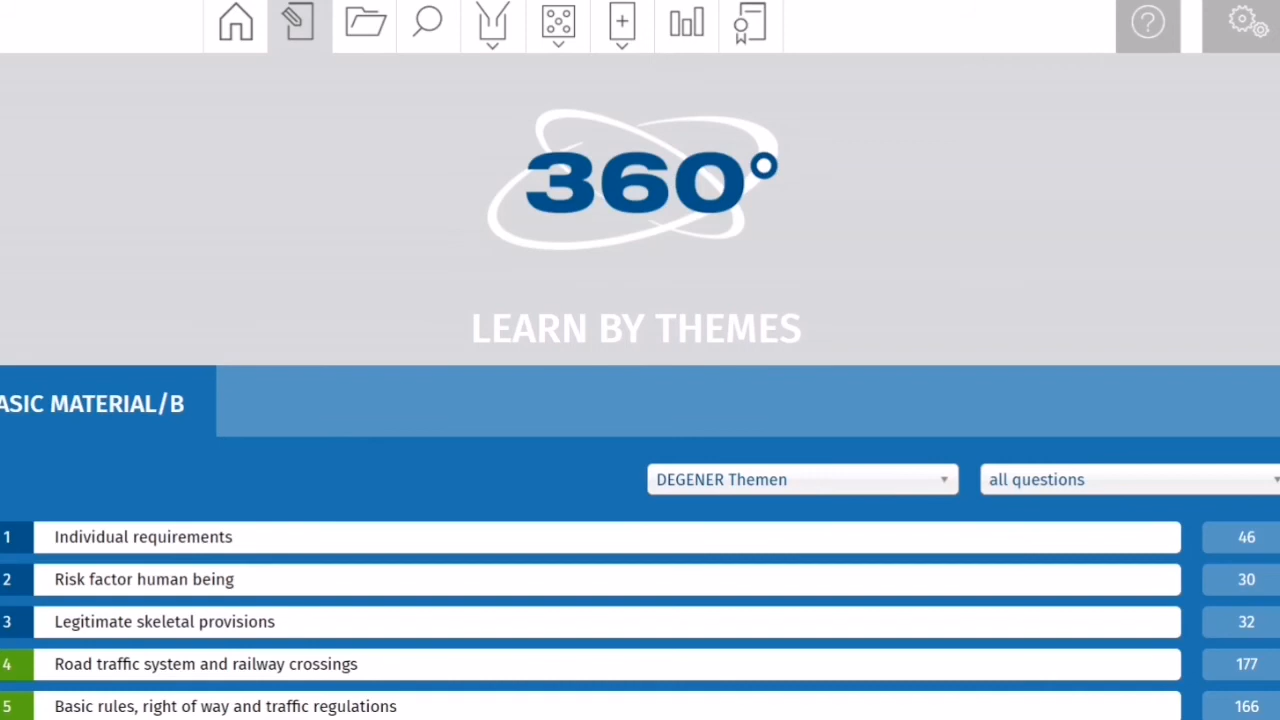 360°
LEARN BY THEMES
ASIC MATERIAL/B
DEGENER Themen
all questions
1 Individual requirements 46
2 Risk factor human being 30
3 Legitimate skeletal provisions 32
4 Road traffic system and railway crossings 177
5 Basic rules, right of way and traffic regulations 166